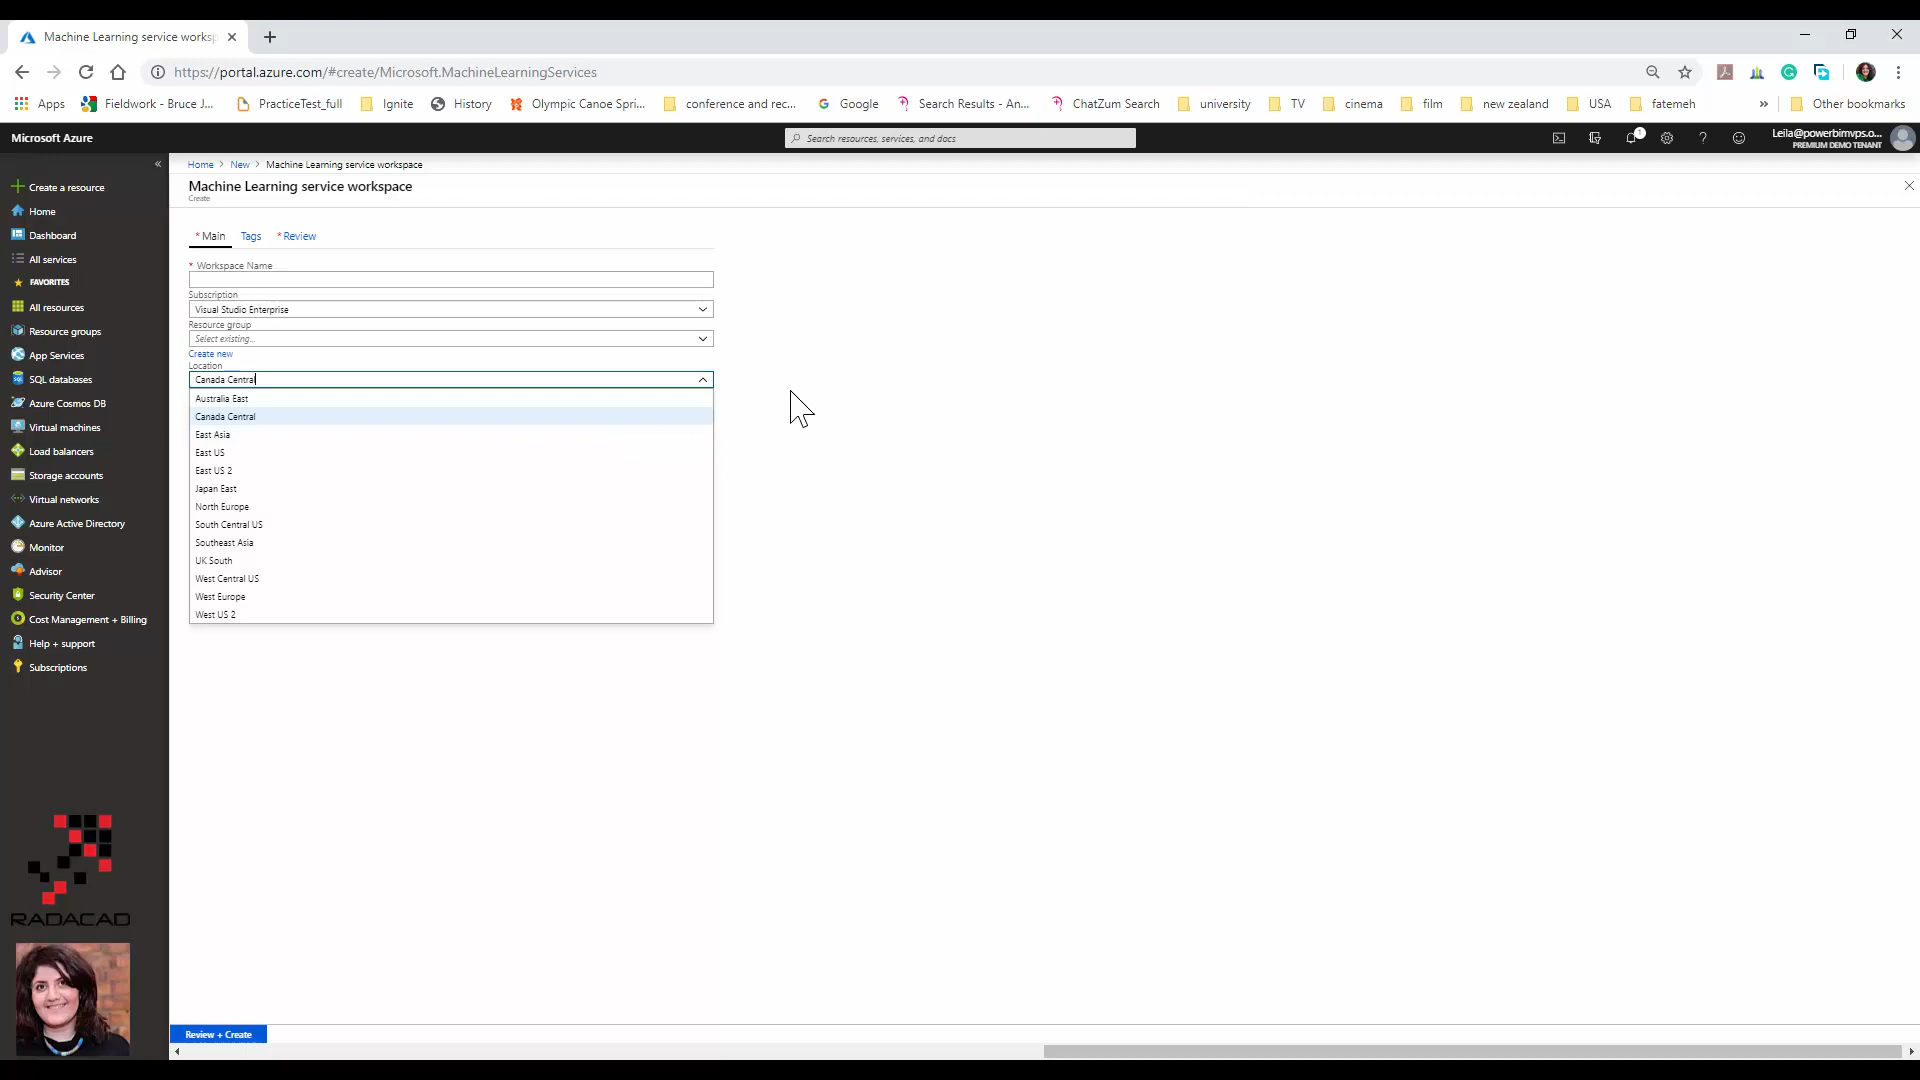 Machine Learning service worksp
https://portal.azure.com/#create/Microsoft.MachineLearningServices
Apps Fieldwork - Bruce J... PracticeTest_full Ignite History Olympic Canoe Spri... conference and rec... Google Search Results - An... ChatZum Search university TV cinema film new zealand USA fatemeh » Other bookmarks
Microsoft Azure
Search resources, services, and docs
1
Leila@powerbimvps.o...
PREMIUM DEMO TENANT
«
Create a resource
Home
Dashboard
All services
FAVORITES
All resources
Resource groups
App Services
SQL databases
Azure Cosmos DB
Virtual machines
Load balancers
Storage accounts
Virtual networks
Azure Active Directory
Monitor
Advisor
Security Center
Cost Management + Billing
Help + support
Subscriptions
RADACAD
Home > New > Machine Learning service workspace
Machine Learning service workspace
Create
* Main Tags * Review
* Workspace Name
Subscription
Visual Studio Enterprise
Resource group
Select existing...
Create new
Location
Canada Central
Australia East
Canada Central
East Asia
East US
East US 2
Japan East
North Europe
South Central US
Southeast Asia
UK South
West Central US
West Europe
West US 2
Review + Create